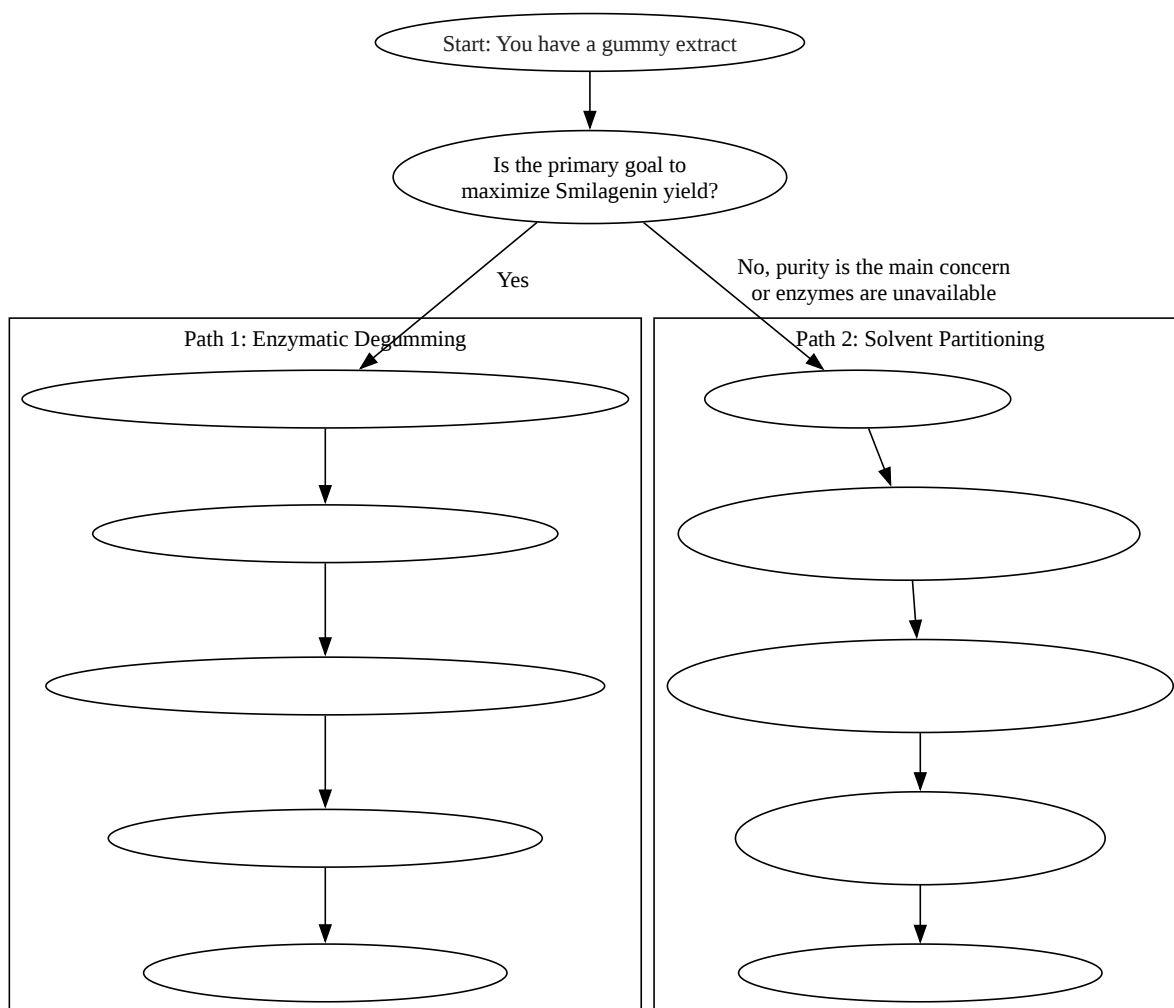 Start: You have a gummy extract
Is the primary goal to
maximize Smilagenin yield?
Yes
No, purity is the main concern
or enzymes are unavailable
Path 1: Enzymatic Degumming
Path 2: Solvent Partitioning